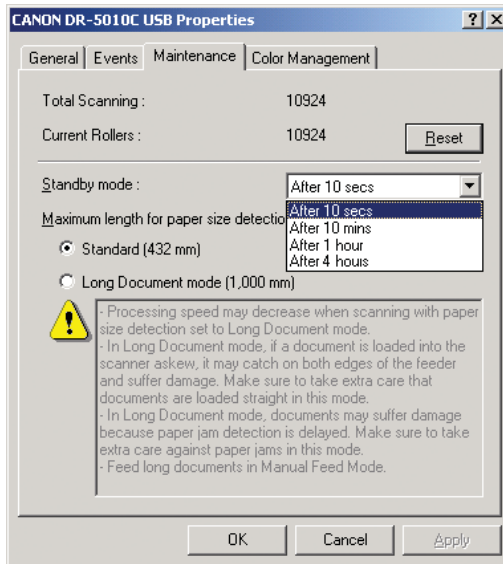 CANON DR-5010C USB Properties
General Events Maintenance Color Management
Total Scanning : 10924
Current Rollers : 10924 Reset
Standby mode : After 10 secs
After 10 secs
Maximum length for paper size detectio
After 10 mins
After 1 hour
Standard (432 mm)
After 4 hours
Long Document mode (1,000 mm)
- Processing speed may decrease when scanning with paper
size detection set to Long Document mode.
- In Long Document mode, if a document is loaded into the
scanner askew, it may catch on both edges of the feeder
and suffer damage. Make sure to take extra care that
documents are loaded straight in this mode.
- In Long Document mode, documents may suffer damage
because paper jam detection is delayed. Make sure to take
extra care against paper jams in this mode.
- Feed long documents in Manual Feed Mode.
OK Cancel Apply